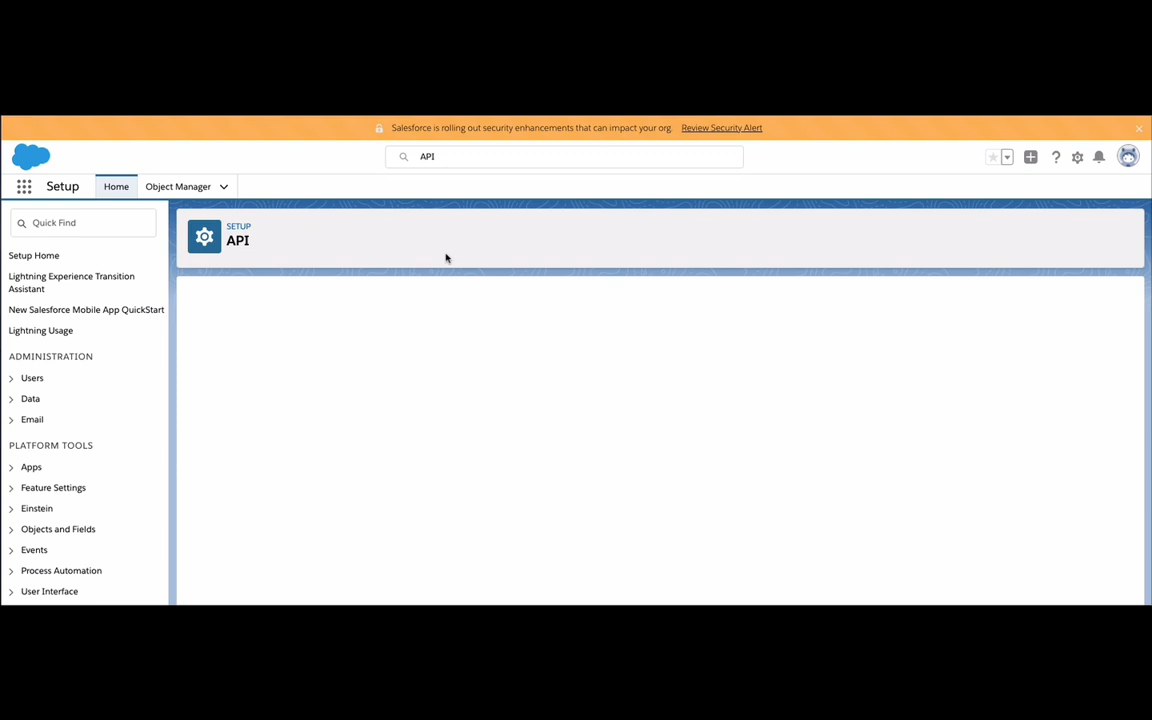 Salesforce is rolling out security enhancements that can impact your org. Review Security Alert
API
Setup
Home
Object Manager
Quick Find
Setup Home
Lightning Experience Transition
Assistant
New Salesforce Mobile App QuickStart
Lightning Usage
ADMINISTRATION
Users
Data
Email
PLATFORM TOOLS
Apps
Feature Settings
Einstein
Objects and Fields
Events
Process Automation
User Interface
SETUP
API